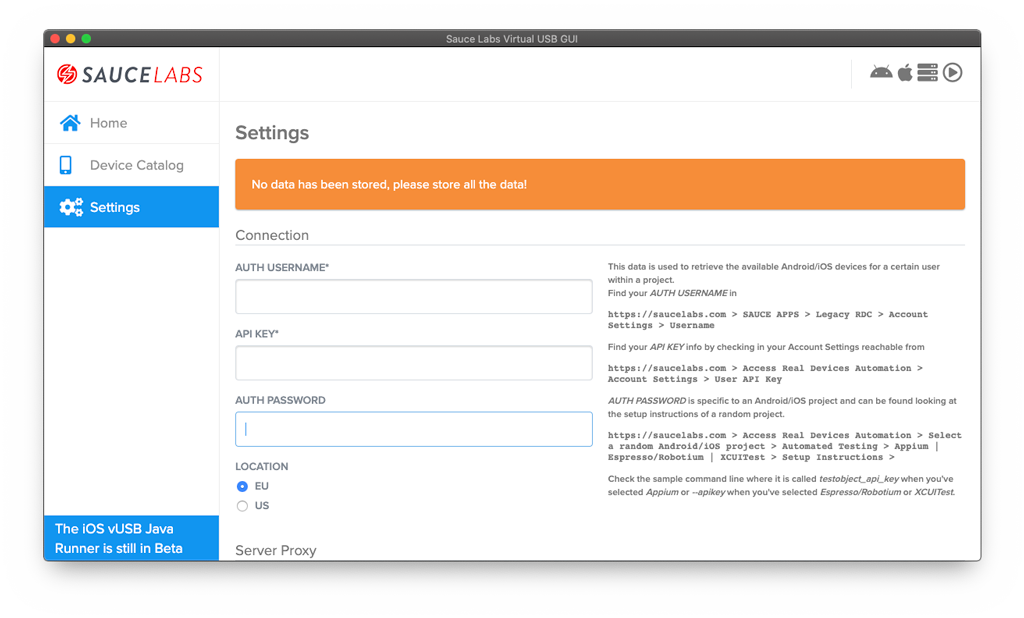 Sauce Labs Virtual USB GUI
SAUCELABS
Home
Device Catalog
Settings
The iOS vUSB Java
Runner is still in Beta
Settings
No data has been stored, please store all the data!
Connection
AUTH USERNAME*
API KEY*
AUTH PASSWORD
LOCATION
EU
US
This data is used to retrieve the available Android/iOS devices for a certain user
within a project.
Find your AUTH USERNAME in
https://saucelabs.com > SAUCE APPS > Legacy RDC > Account
Settings > Username
Find your API KEY info by checking in your Account Settings reachable from
https://saucelabs.com > Access Real Devices Automation >
Account Settings > User API Key
AUTH PASSWORD is specific to an Android/iOS project and can be found looking at
the setup instructions of a random project.
https://saucelabs.com > Access Real Devices Automation > Select
a random Android/iOS project > Automated Testing > Appium |
Espresso/Robotium | XCUITest > Setup Instructions >
Check the sample command line where it is called testobject_api_key when you've
selected Appium or --apikey when you've selected Espresso/Robotium or XCUITest.
Server Proxy